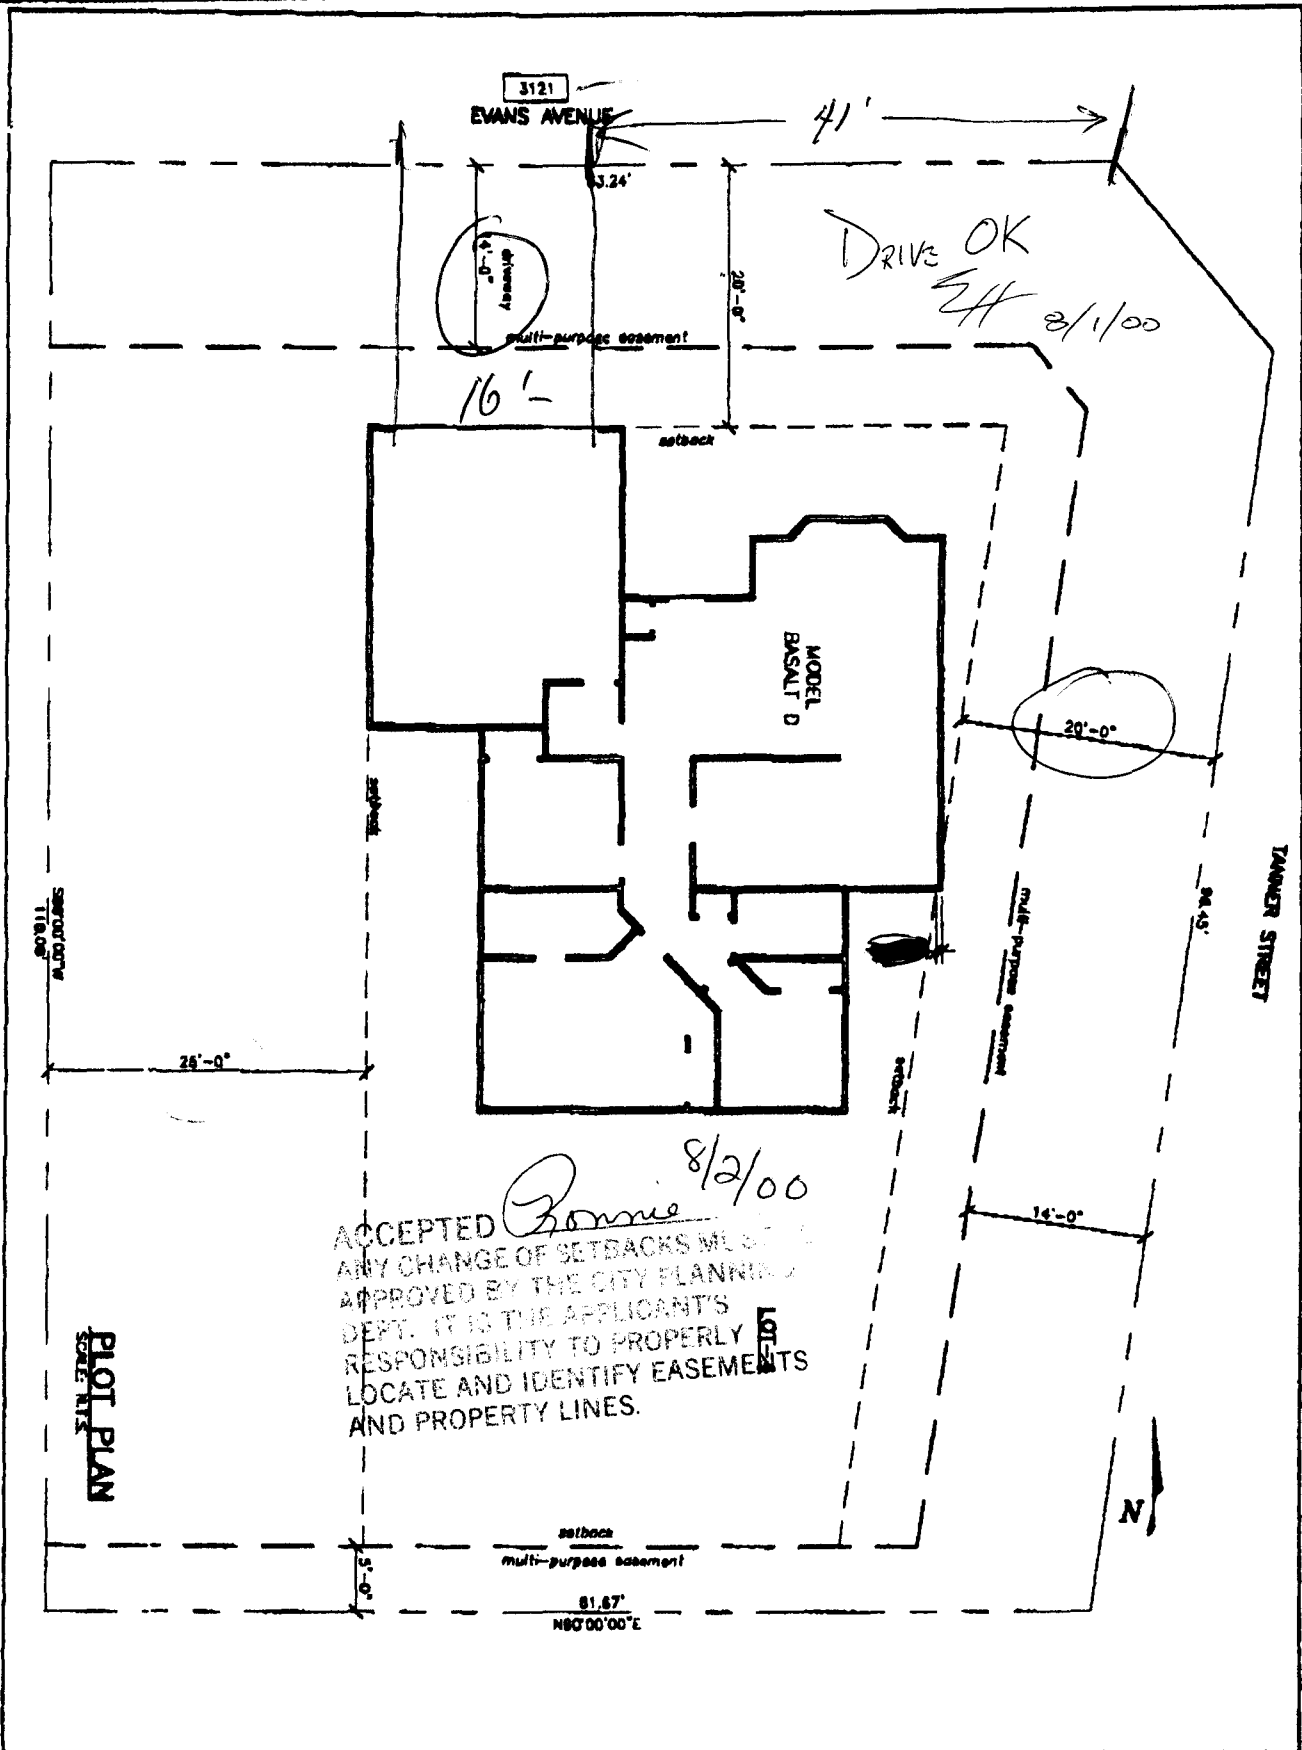 3121
EVANS AVENUE
41'
3.24'
DRIVE OK
8/1/00
driveway
14'-0"
20'-0"
multi-purpose easement
16'-
setback
MODEL
BASALT D
20'-0"
setback
TANNER STREET
multi-purpose easement
setback
25'-0"
14'-0"
8/2/00
ACCEPTED Ronnie
ANY CHANGE OF SETBACKS MUST
APPROVED BY THE CITY PLANNING
DEPT. IT IS THE APPLICANT'S
RESPONSIBILITY TO PROPERLY
LOCATE AND IDENTIFY EASEMENTS
AND PROPERTY LINES.
PLOT PLAN
SCALE: N.T.S.
N
setback
multi-purpose easement
5'-0"
81.67'
N90°00'00"E